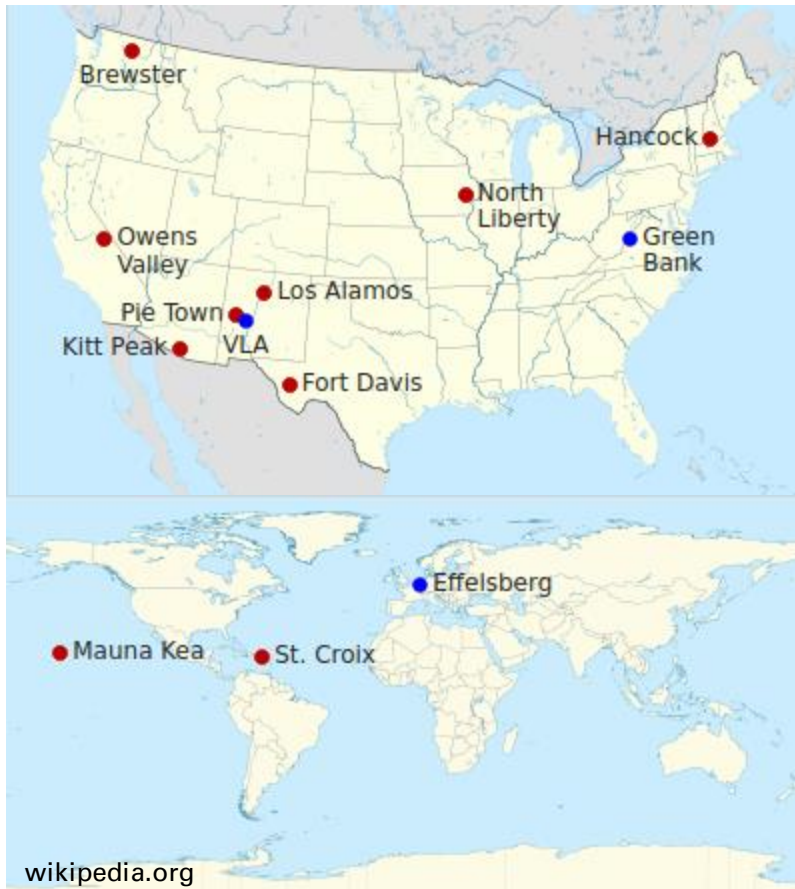 Brewster
Hancock
North
Liberty
Owens
Valley
Green
Bank
Los Alamos
Pie Town
VLA
Kitt Peak
Fort Davis
Effelsberg
Mauna Kea
St. Croix
wikipedia.org